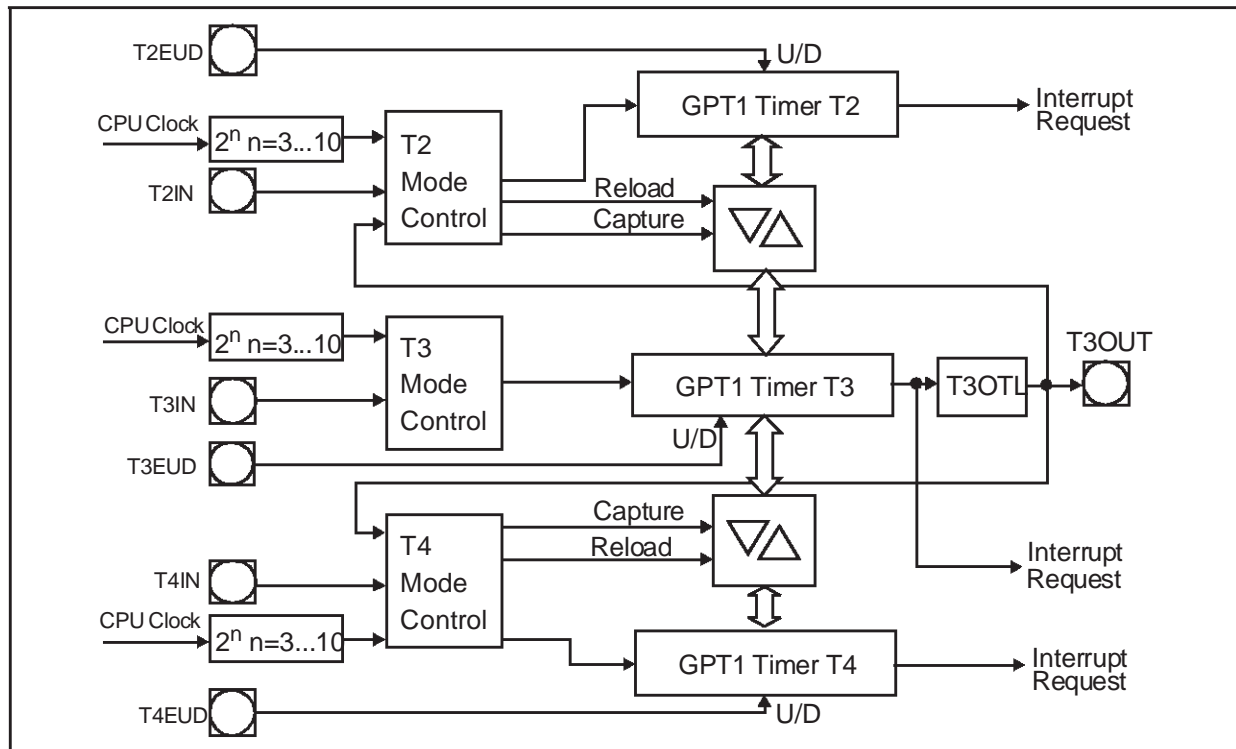 T2EUD
U/D
GPT1 Timer T2
Interrupt
Request
CPU Clock
2ⁿ n=3...10
T2
Mode
Control
T2IN
Reload
Capture
CPU Clock
2ⁿ n=3...10
T3
Mode
Control
T3IN
GPT1 Timer T3
T3OTL
T3OUT
U/D
T3EUD
T4
Mode
Control
Capture
Reload
Interrupt
Request
T4IN
CPU Clock
2ⁿ n=3...10
GPT1 Timer T4
Interrupt
Request
T4EUD
U/D